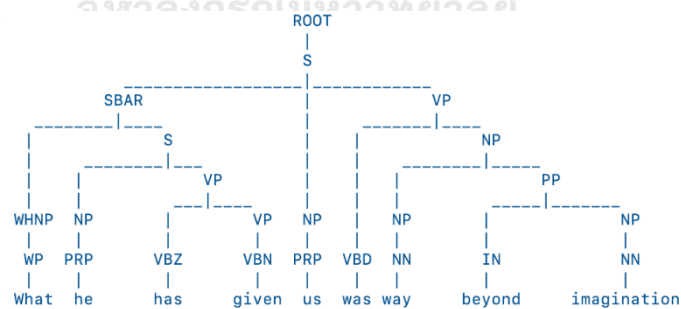 ROOT
S
SBAR VP
S NP
VP PP
WHNP NP VP NP NP NP
WP PRP VBZ VBN PRP VBD NN IN NN
What he has given us was way beyond imagination